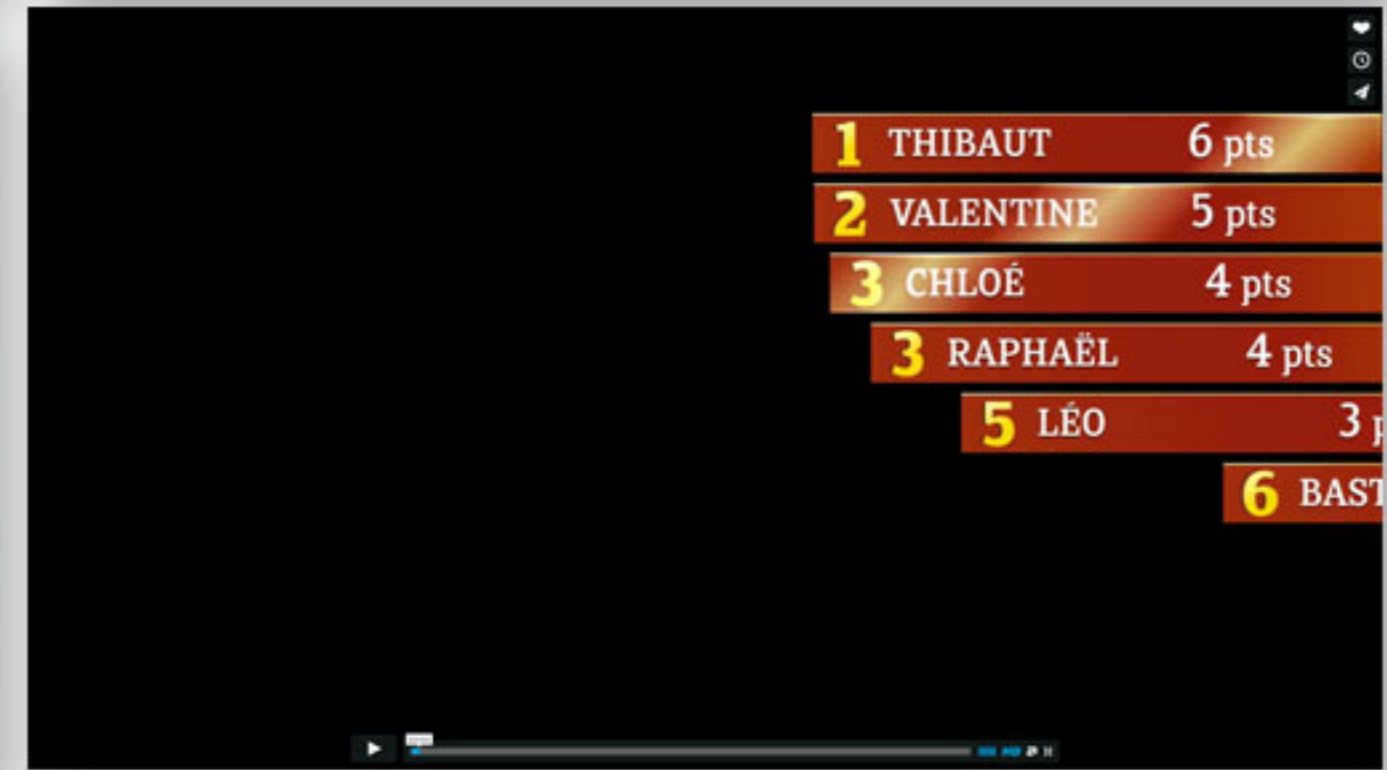 1 THIBAUT 6 pts
2 VALENTINE 5 pts
3 CHLOÉ 4 pts
3 RAPHAËL 4 pts
5 LÉO 3 p
6 BAST